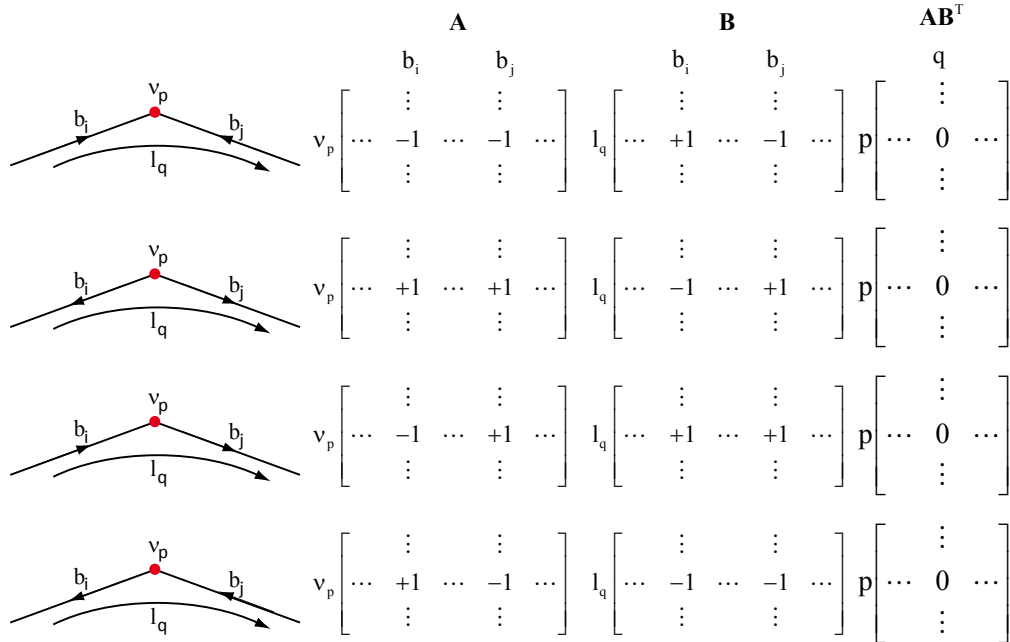 A B AB^T
b_i b_j b_i b_j q
ν_p ⋮ ⋮ ⋮ ⋮ ⋮
b_i b_j ν_p ⋯ −1 ⋯ −1 ⋯ l_q ⋯ +1 ⋯ −1 ⋯ p ⋯ 0 ⋯
l_q ⋮ ⋮ ⋮ ⋮ ⋮
ν_p ⋮ ⋮ ⋮ ⋮ ⋮
b_i b_j ν_p ⋯ +1 ⋯ +1 ⋯ l_q ⋯ −1 ⋯ +1 ⋯ p ⋯ 0 ⋯
l_q ⋮ ⋮ ⋮ ⋮ ⋮
ν_p ⋮ ⋮ ⋮ ⋮ ⋮
b_i b_j ν_p ⋯ −1 ⋯ +1 ⋯ l_q ⋯ +1 ⋯ +1 ⋯ p ⋯ 0 ⋯
l_q ⋮ ⋮ ⋮ ⋮ ⋮
ν_p ⋮ ⋮ ⋮ ⋮ ⋮
b_i b_j ν_p ⋯ +1 ⋯ −1 ⋯ l_q ⋯ −1 ⋯ −1 ⋯ p ⋯ 0 ⋯
l_q ⋮ ⋮ ⋮ ⋮ ⋮